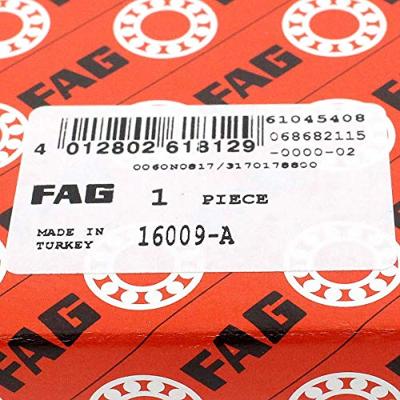 FAG
FAG
61045408
068682115
-0000-02
4 012802 618129
0060N0817/3170178800
FAG 1 PIECE
MADE IN TURKEY
16009-A
FAG
FAG